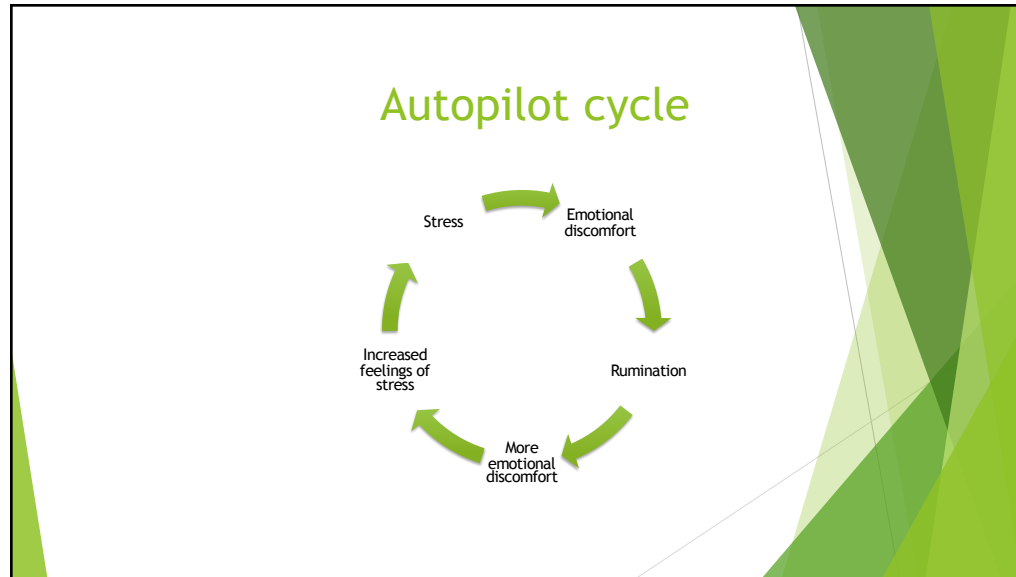 Autopilot cycle
Stress
Emotional
discomfort
Rumination
More
emotional
discomfort
Increased
feelings of
stress